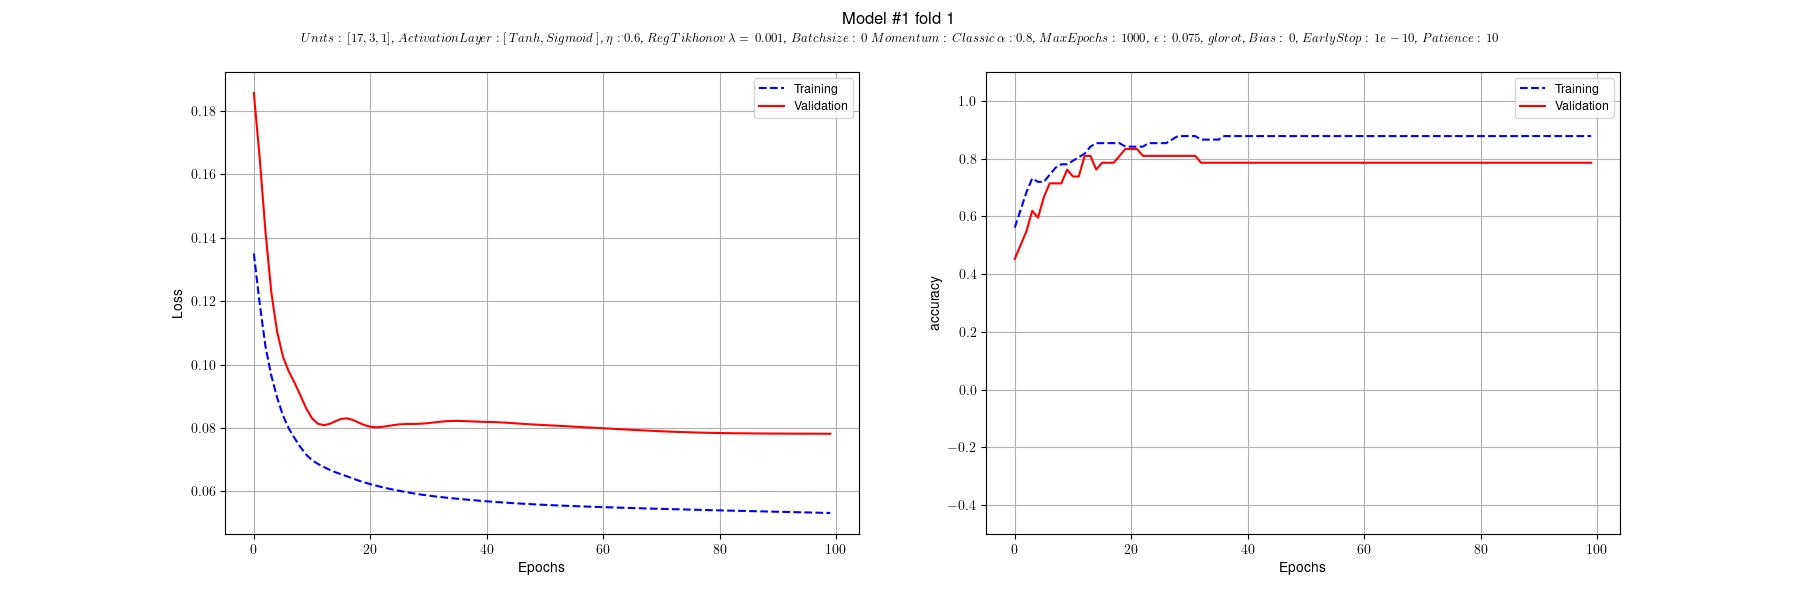 Model #1 fold 1
Units : [17, 3, 1], ActivationLayer : [ Tanh, Sigmoid ], η : 0.6, RegTikhonov λ = 0.001, Batchsize : 0 Momentum : Classic α : 0.8, MaxEpochs : 1000, ϵ : 0.075, glorot, Bias : 0, EarlyStop : 1e − 10, Patience : 10
Training
Validation
0.18
0.16
0.14
0.12
0.10
0.08
0.06
Loss
0 20 40 60 80 100
Epochs
Training
Validation
1.0
0.8
0.6
0.4
0.2
0.0
−0.2
−0.4
accuracy
0 20 40 60 80 100
Epochs